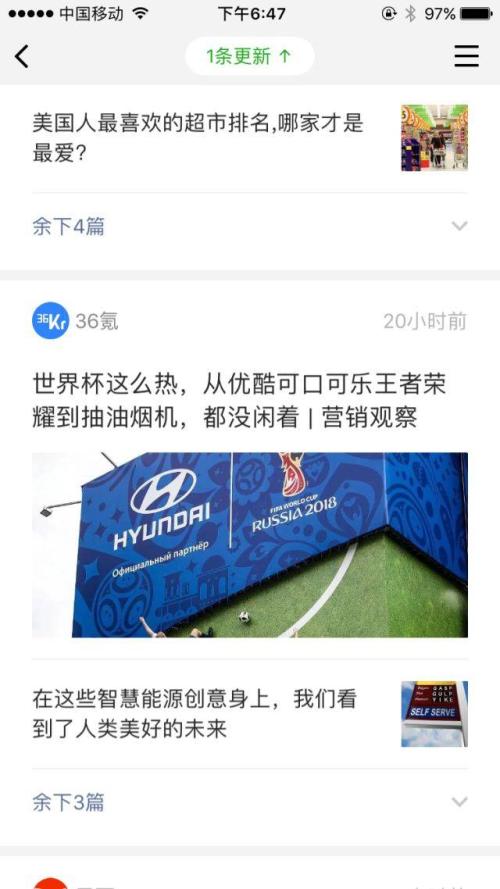 中国移动
下午6:47
97%
1条更新 ↑
美国人最喜欢的超市排名,哪家才是
最爱?
余下4篇
36Kr
36氪
20小时前
世界杯这么热，从优酷可口可乐王者荣
耀到抽油烟机，都没闲着 | 营销观察
HYUNDAI
Официальный партнёр
FIFA WORLD CUP
RUSSIA 2018
在这些智慧能源创意身上，我们看
到了人类美好的未来
GASP
GULP
YIKE
SELF SERVE
余下3篇